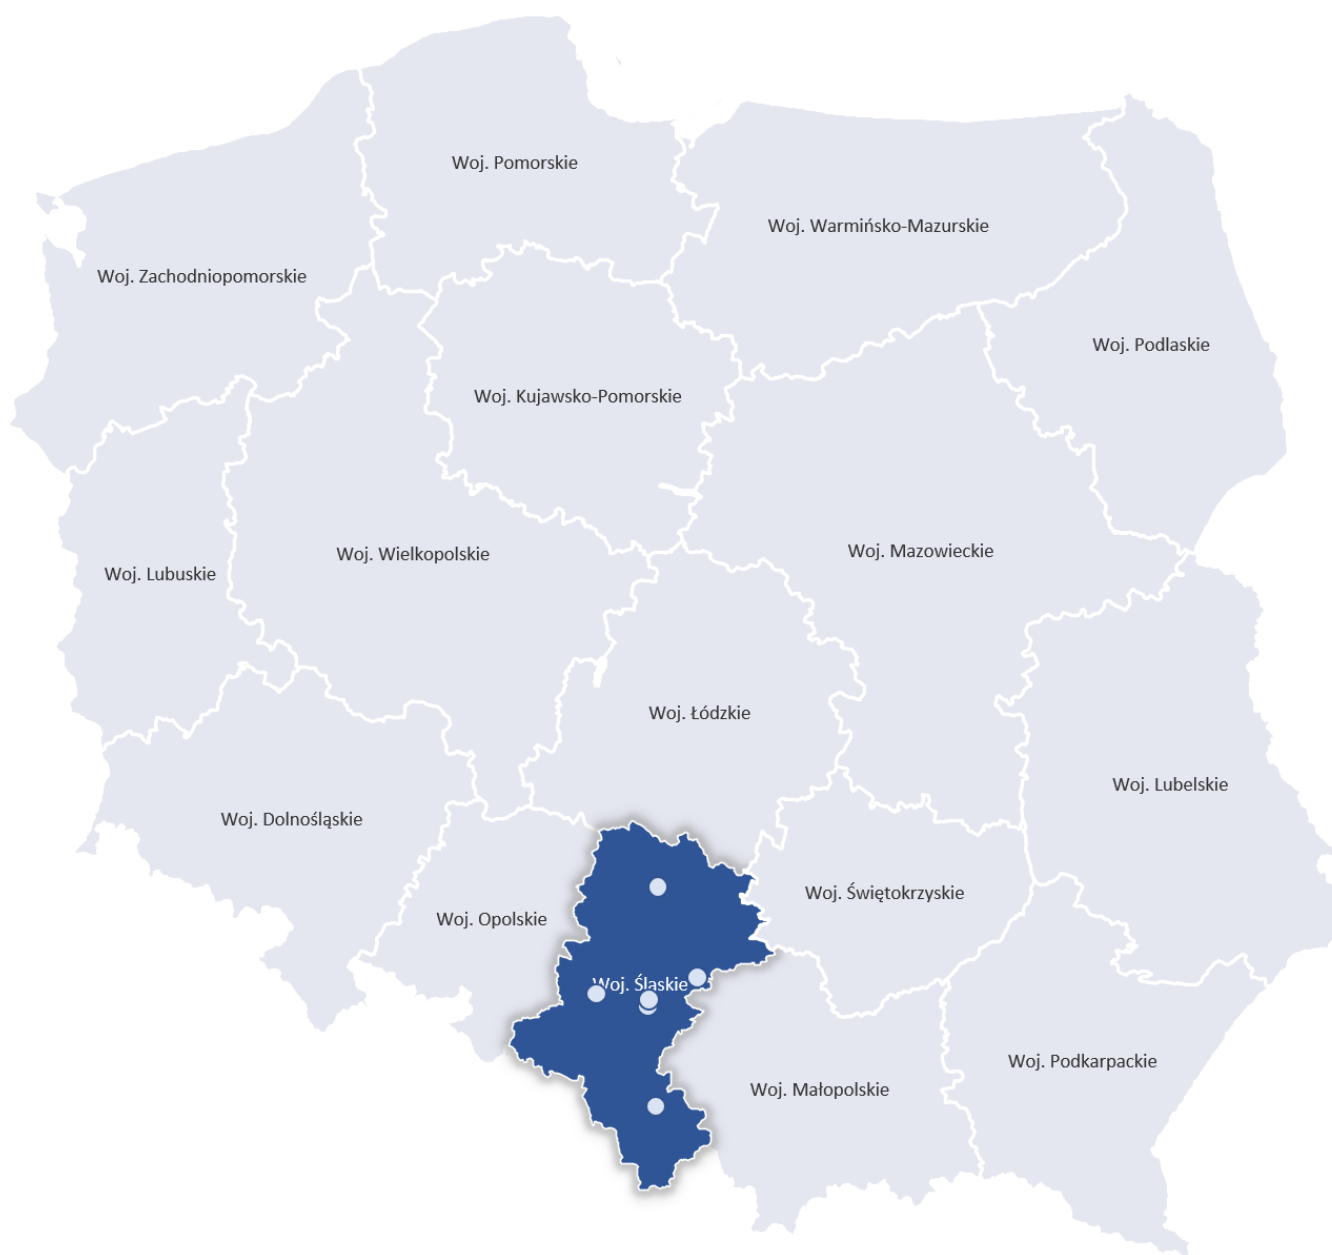 Woj. Pomorskie
Woj. Warmińsko-Mazurskie
Woj. Zachodniopomorskie
Woj. Podlaskie
Woj. Kujawsko-Pomorskie
Woj. Mazowieckie
Woj. Wielkopolskie
Woj. Lubuskie
Woj. Łódzkie
Woj. Lubelskie
Woj. Dolnośląskie
Woj. Świętokrzyskie
Woj. Opolskie
Woj. Śląskie
Woj. Podkarpackie
Woj. Małopolskie